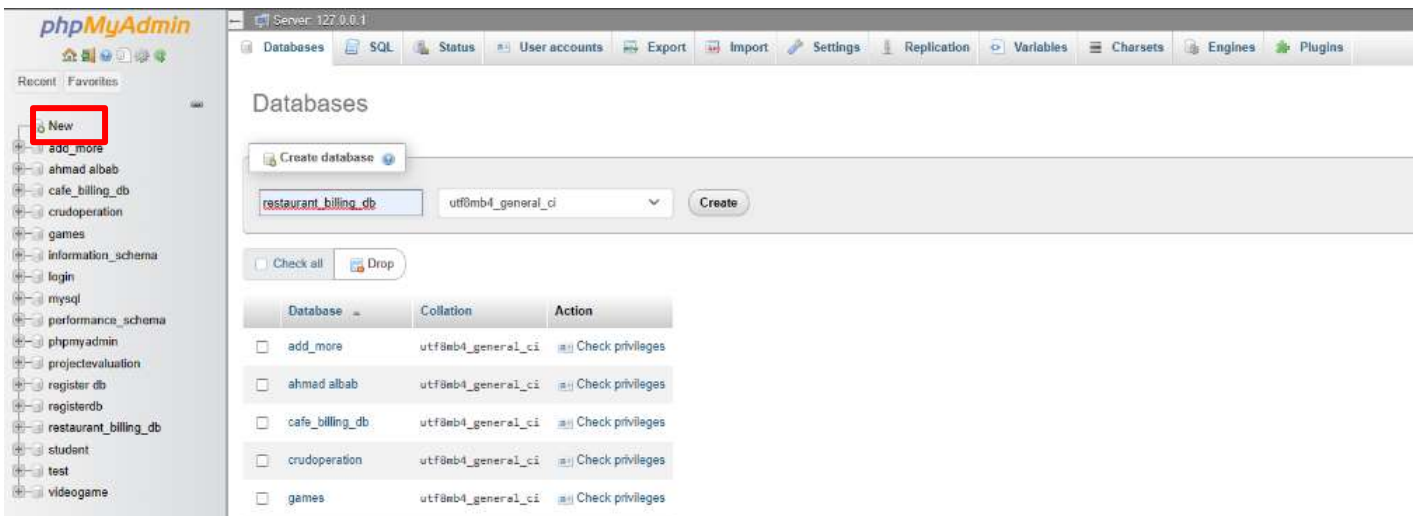 phpMyAdmin
Recent Favorites
New
add_more
ahmad albab
cafe_billing_db
crudoperation
games
information_schema
login
mysql
performance_schema
phpmyadmin
projectevaluation
register db
registerdb
restaurant_billing_db
student
test
videogame
Server: 127.0.0.1
Databases SQL Status User accounts Export Import Settings Replication Variables Charsets Engines Plugins
Databases
Create database
restaurant_billing_db utf8mb4_general_ci Create
Check all Drop
Database Collation Action
add_more utf8mb4_general_ci Check privileges
ahmad albab utf8mb4_general_ci Check privileges
cafe_billing_db utf8mb4_general_ci Check privileges
crudoperation utf8mb4_general_ci Check privileges
games utf8mb4_general_ci Check privileges